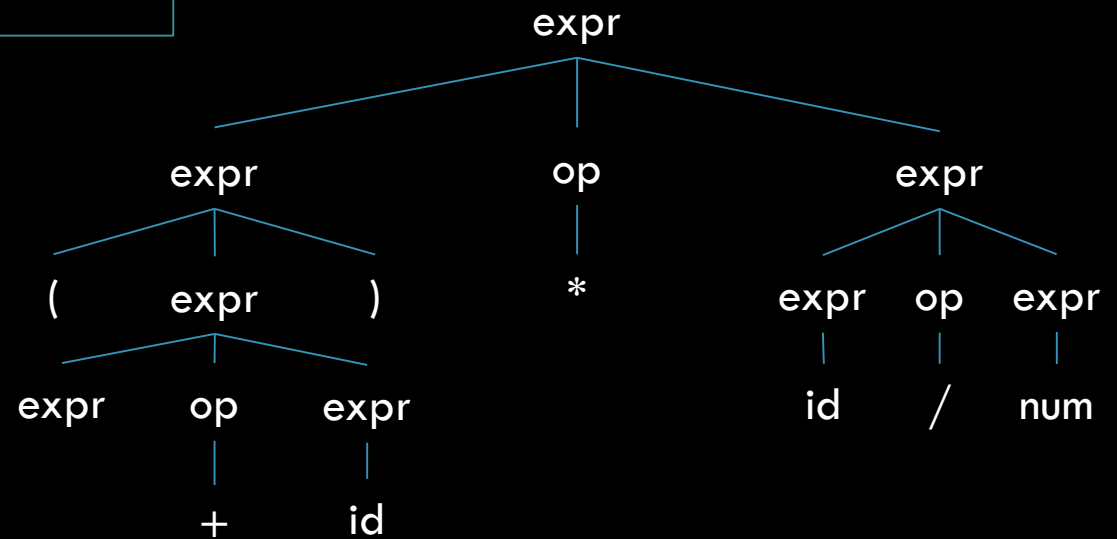 expr
expr op expr
( expr ) * expr op expr
expr op expr id / num
+ id